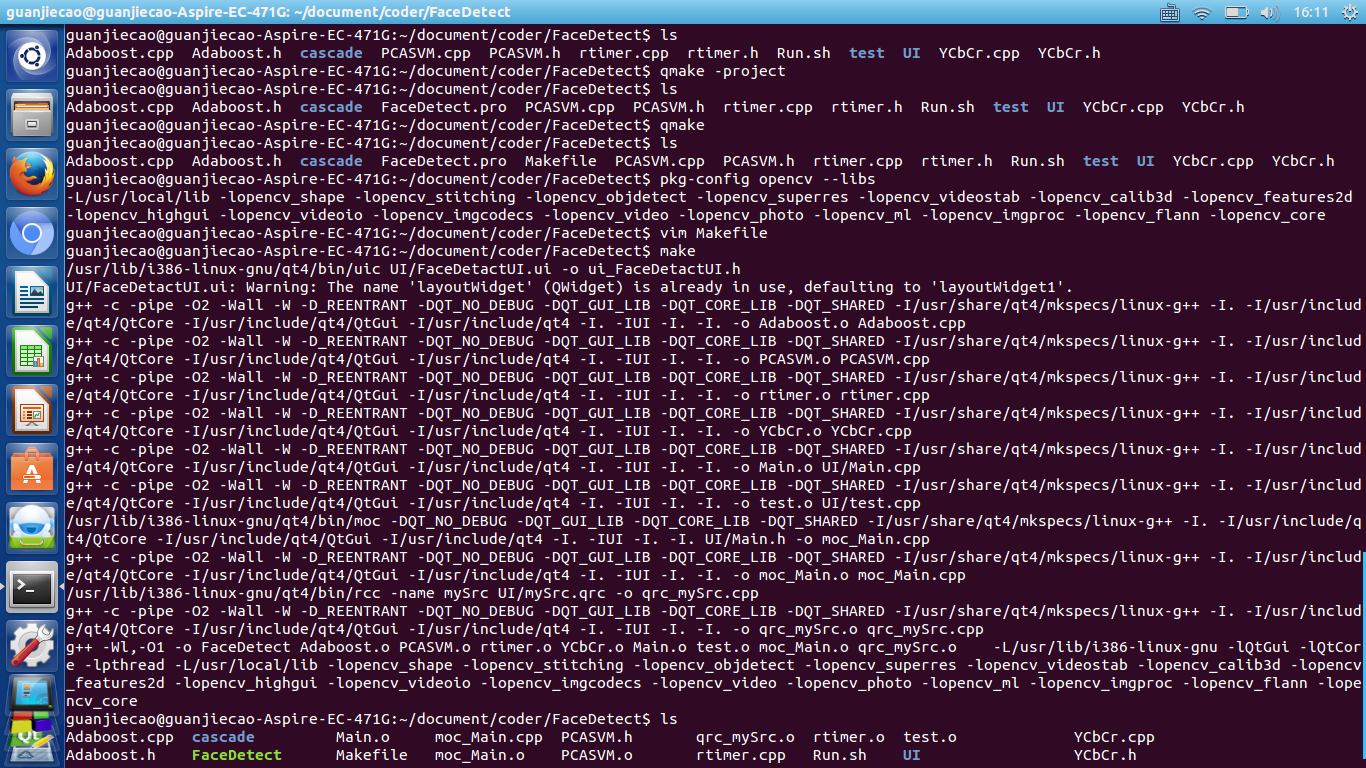 guanjiecao@guanjiecao-Aspire-EC-471G: ~/document/coder/FaceDetect
16:11
guanjiecao@guanjiecao-Aspire-EC-471G:~/document/coder/FaceDetect$ ls
Adaboost.cpp  Adaboost.h  cascade  PCASVM.cpp  PCASVM.h  rtimer.cpp  rtimer.h  Run.sh  test  UI  YCbCr.cpp  YCbCr.h
guanjiecao@guanjiecao-Aspire-EC-471G:~/document/coder/FaceDetect$ qmake -project
guanjiecao@guanjiecao-Aspire-EC-471G:~/document/coder/FaceDetect$ ls
Adaboost.cpp  Adaboost.h  cascade  FaceDetect.pro  PCASVM.cpp  PCASVM.h  rtimer.cpp  rtimer.h  Run.sh  test  UI  YCbCr.cpp  YCbCr.h
guanjiecao@guanjiecao-Aspire-EC-471G:~/document/coder/FaceDetect$ qmake
guanjiecao@guanjiecao-Aspire-EC-471G:~/document/coder/FaceDetect$ ls
Adaboost.cpp  Adaboost.h  cascade  FaceDetect.pro  Makefile  PCASVM.cpp  PCASVM.h  rtimer.cpp  rtimer.h  Run.sh  test  UI  YCbCr.cpp  YCbCr.h
guanjiecao@guanjiecao-Aspire-EC-471G:~/document/coder/FaceDetect$ pkg-config opencv --libs
-L/usr/local/lib -lopencv_shape -lopencv_stitching -lopencv_objdetect -lopencv_superres -lopencv_videostab -lopencv_calib3d -lopencv_features2d
-lopencv_highgui -lopencv_videoio -lopencv_imgcodecs -lopencv_video -lopencv_photo -lopencv_ml -lopencv_imgproc -lopencv_flann -lopencv_core
guanjiecao@guanjiecao-Aspire-EC-471G:~/document/coder/FaceDetect$ vim Makefile
guanjiecao@guanjiecao-Aspire-EC-471G:~/document/coder/FaceDetect$ make
/usr/lib/i386-linux-gnu/qt4/bin/uic UI/FaceDetactUI.ui -o ui_FaceDetactUI.h
UI/FaceDetactUI.ui: Warning: The name 'layoutWidget' (QWidget) is already in use, defaulting to 'layoutWidget1'.
g++ -c -pipe -O2 -Wall -W -D_REENTRANT -DQT_NO_DEBUG -DQT_GUI_LIB -DQT_CORE_LIB -DQT_SHARED -I/usr/share/qt4/mkspecs/linux-g++ -I. -I/usr/includ
e/qt4/QtCore -I/usr/include/qt4/QtGui -I/usr/include/qt4 -I. -IUI -I. -I. -o Adaboost.o Adaboost.cpp
g++ -c -pipe -O2 -Wall -W -D_REENTRANT -DQT_NO_DEBUG -DQT_GUI_LIB -DQT_CORE_LIB -DQT_SHARED -I/usr/share/qt4/mkspecs/linux-g++ -I. -I/usr/includ
e/qt4/QtCore -I/usr/include/qt4/QtGui -I/usr/include/qt4 -I. -IUI -I. -I. -o PCASVM.o PCASVM.cpp
g++ -c -pipe -O2 -Wall -W -D_REENTRANT -DQT_NO_DEBUG -DQT_GUI_LIB -DQT_CORE_LIB -DQT_SHARED -I/usr/share/qt4/mkspecs/linux-g++ -I. -I/usr/includ
e/qt4/QtCore -I/usr/include/qt4/QtGui -I/usr/include/qt4 -I. -IUI -I. -I. -o rtimer.o rtimer.cpp
g++ -c -pipe -O2 -Wall -W -D_REENTRANT -DQT_NO_DEBUG -DQT_GUI_LIB -DQT_CORE_LIB -DQT_SHARED -I/usr/share/qt4/mkspecs/linux-g++ -I. -I/usr/includ
e/qt4/QtCore -I/usr/include/qt4/QtGui -I/usr/include/qt4 -I. -IUI -I. -I. -o YCbCr.o YCbCr.cpp
g++ -c -pipe -O2 -Wall -W -D_REENTRANT -DQT_NO_DEBUG -DQT_GUI_LIB -DQT_CORE_LIB -DQT_SHARED -I/usr/share/qt4/mkspecs/linux-g++ -I. -I/usr/includ
e/qt4/QtCore -I/usr/include/qt4/QtGui -I/usr/include/qt4 -I. -IUI -I. -I. -o Main.o UI/Main.cpp
g++ -c -pipe -O2 -Wall -W -D_REENTRANT -DQT_NO_DEBUG -DQT_GUI_LIB -DQT_CORE_LIB -DQT_SHARED -I/usr/share/qt4/mkspecs/linux-g++ -I. -I/usr/includ
e/qt4/QtCore -I/usr/include/qt4/QtGui -I/usr/include/qt4 -I. -IUI -I. -I. -o test.o UI/test.cpp
/usr/lib/i386-linux-gnu/qt4/bin/moc -DQT_NO_DEBUG -DQT_GUI_LIB -DQT_CORE_LIB -DQT_SHARED -I/usr/share/qt4/mkspecs/linux-g++ -I. -I/usr/include/q
t4/QtCore -I/usr/include/qt4/QtGui -I/usr/include/qt4 -I. -IUI -I. -I. UI/Main.h -o moc_Main.cpp
g++ -c -pipe -O2 -Wall -W -D_REENTRANT -DQT_NO_DEBUG -DQT_GUI_LIB -DQT_CORE_LIB -DQT_SHARED -I/usr/share/qt4/mkspecs/linux-g++ -I. -I/usr/includ
e/qt4/QtCore -I/usr/include/qt4/QtGui -I/usr/include/qt4 -I. -IUI -I. -I. -o moc_Main.o moc_Main.cpp
/usr/lib/i386-linux-gnu/qt4/bin/rcc -name mySrc UI/mySrc.qrc -o qrc_mySrc.cpp
g++ -c -pipe -O2 -Wall -W -D_REENTRANT -DQT_NO_DEBUG -DQT_GUI_LIB -DQT_CORE_LIB -DQT_SHARED -I/usr/share/qt4/mkspecs/linux-g++ -I. -I/usr/includ
e/qt4/QtCore -I/usr/include/qt4/QtGui -I/usr/include/qt4 -I. -IUI -I. -I. -o qrc_mySrc.o qrc_mySrc.cpp
g++ -Wl,-O1 -o FaceDetect Adaboost.o PCASVM.o rtimer.o YCbCr.o Main.o test.o moc_Main.o qrc_mySrc.o    -L/usr/lib/i386-linux-gnu -lQtGui -lQtCor
e -lpthread -L/usr/local/lib -lopencv_shape -lopencv_stitching -lopencv_objdetect -lopencv_superres -lopencv_videostab -lopencv_calib3d -lopencv
_features2d -lopencv_highgui -lopencv_videoio -lopencv_imgcodecs -lopencv_video -lopencv_photo -lopencv_ml -lopencv_imgproc -lopencv_flann -lope
ncv_core
guanjiecao@guanjiecao-Aspire-EC-471G:~/document/coder/FaceDetect$ ls
Adaboost.cpp  cascade  Main.o  moc_Main.cpp  PCASVM.h  qrc_mySrc.o  rtimer.o  test.o  YCbCr.cpp
Adaboost.h  FaceDetect  Makefile  moc_Main.o  PCASVM.o  rtimer.cpp  Run.sh  UI  YCbCr.h